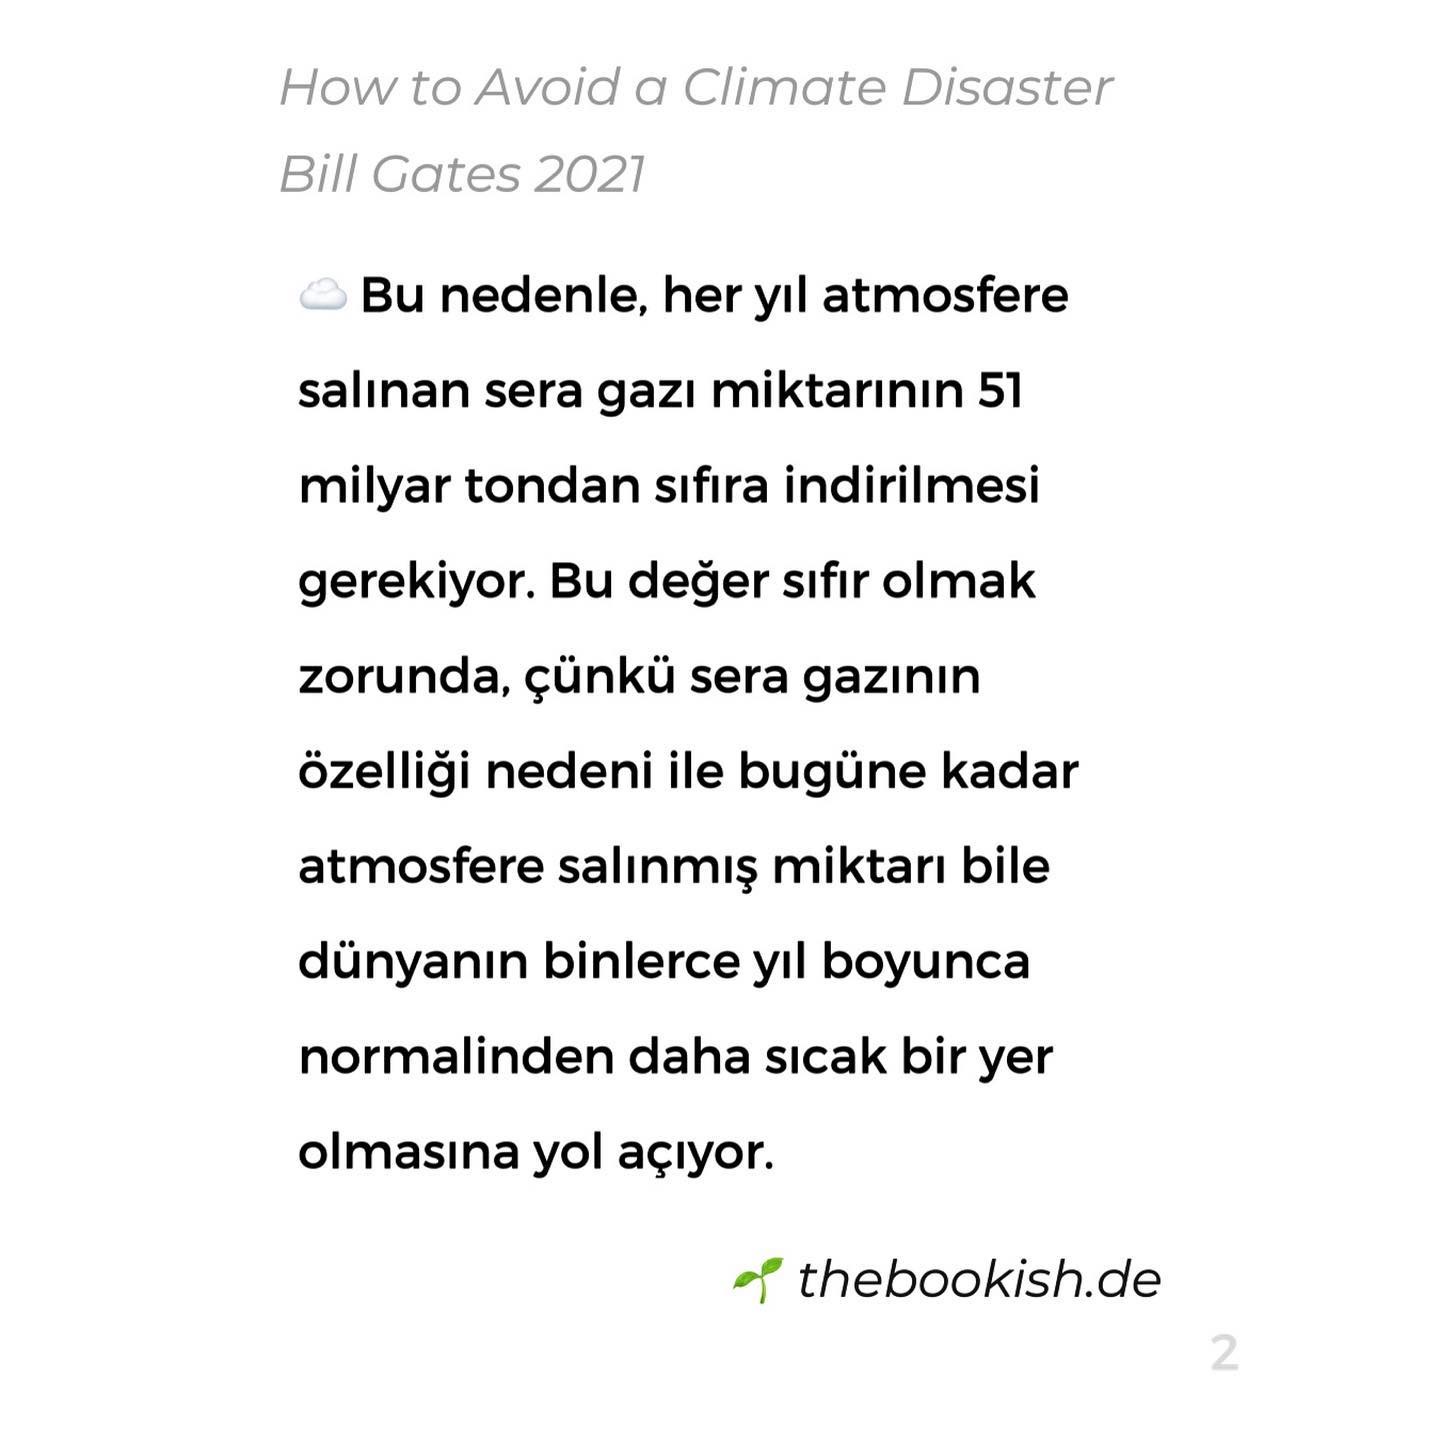 How to Avoid a Climate Disaster
Bill Gates 2021
☁️ Bu nedenle, her yıl atmosfere
salınan sera gazı miktarının 51
milyar tondan sıfıra indirilmesi
gerekiyor. Bu değer sıfır olmak
zorunda, çünkü sera gazının
özelliği nedeni ile bugüne kadar
atmosfere salınmış miktarı bile
dünyanın binlerce yıl boyunca
normalinden daha sıcak bir yer
olmasına yol açıyor.
🌱 thebookish.de
2